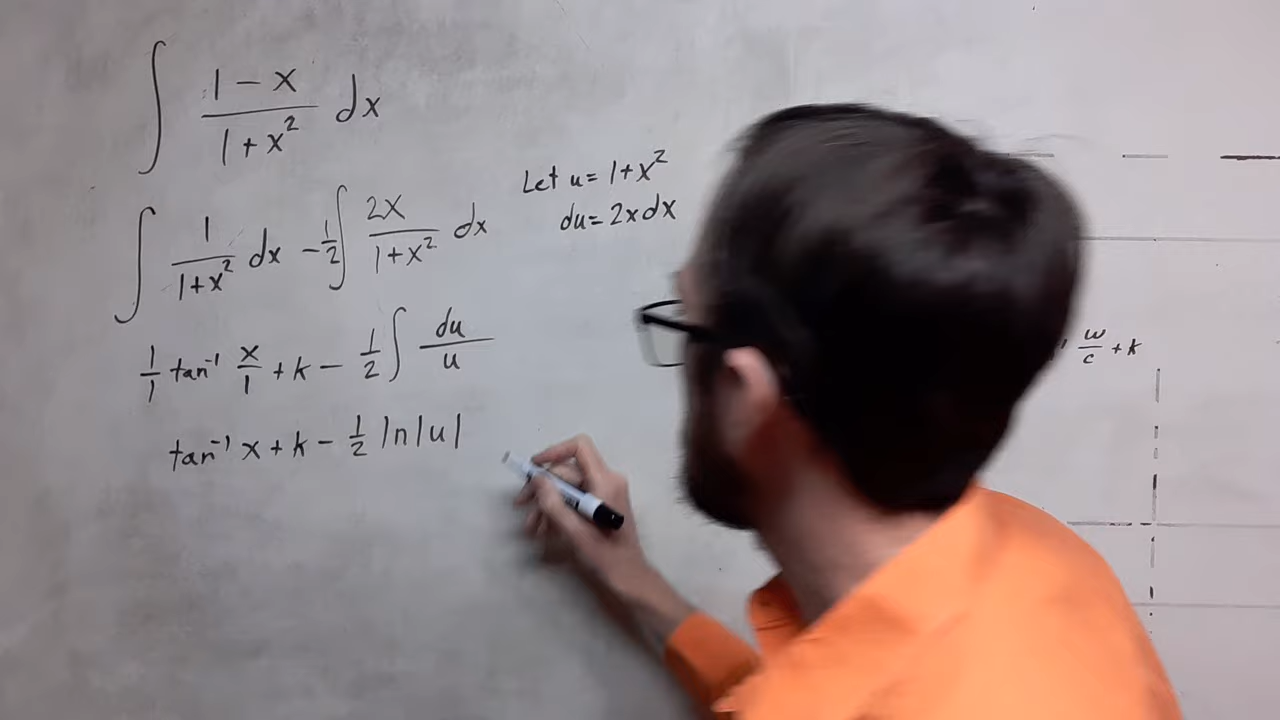 ∫ (1 - x)/(1 + x²) dx
Let u = 1 + x²
du = 2x dx
∫ 1/(1 + x²) dx - 1/2 ∫ 2x/(1 + x²) dx
1/1 tan⁻¹ x/1 + k - 1/2 ∫ du/u
tan⁻¹ x + k - 1/2 ln|u|
w/c + k